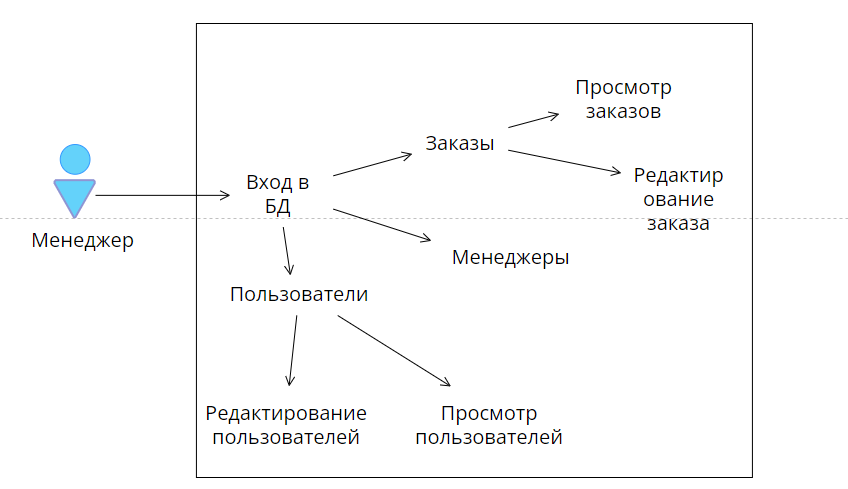 Просмотр
заказов
Заказы
Редактир
ование
заказа
Вход в
БД
Менеджер
Менеджеры
Пользователи
Редактирование
пользователей
Просмотр
пользователей